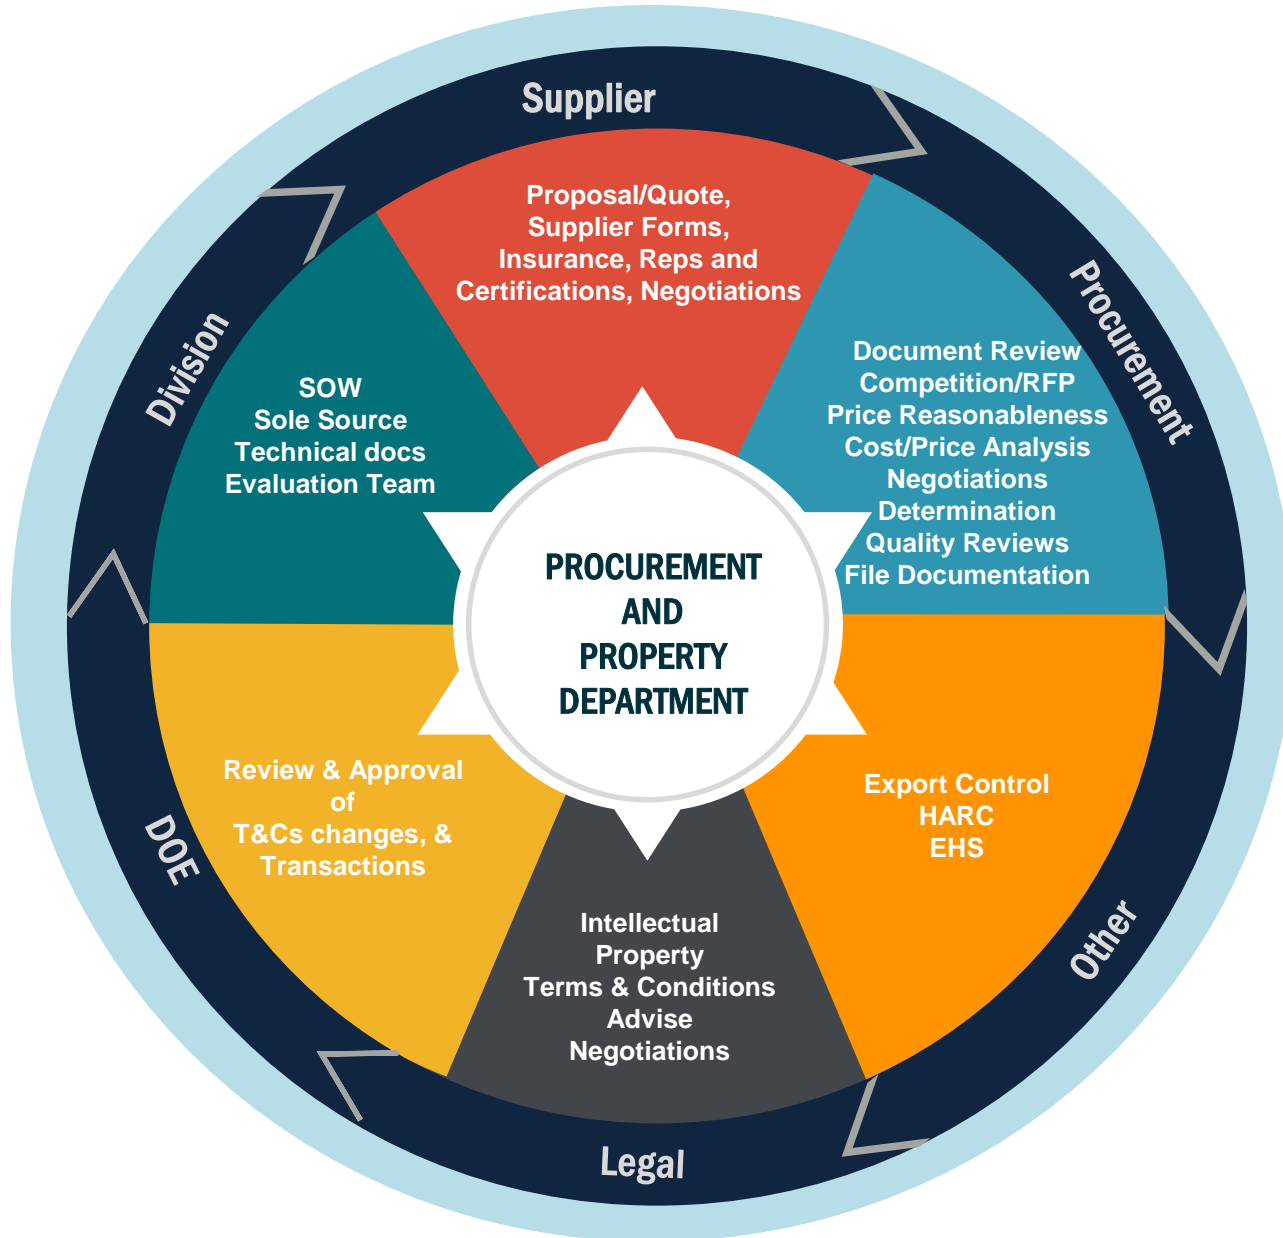 Supplier
Proposal/Quote,
Supplier Forms,
Insurance, Reps and
Certifications, Negotiations
Procurement
Document Review
Competition/RFP
Price Reasonableness
Cost/Price Analysis
Negotiations
Determination
Quality Reviews
File Documentation
Other
Export Control
HARC
EHS
Legal
Intellectual
Property
Terms & Conditions
Advise
Negotiations
DOE
Review & Approval
of
T&Cs changes, &
Transactions
Division
SOW
Sole Source
Technical docs
Evaluation Team
PROCUREMENT
AND
PROPERTY
DEPARTMENT